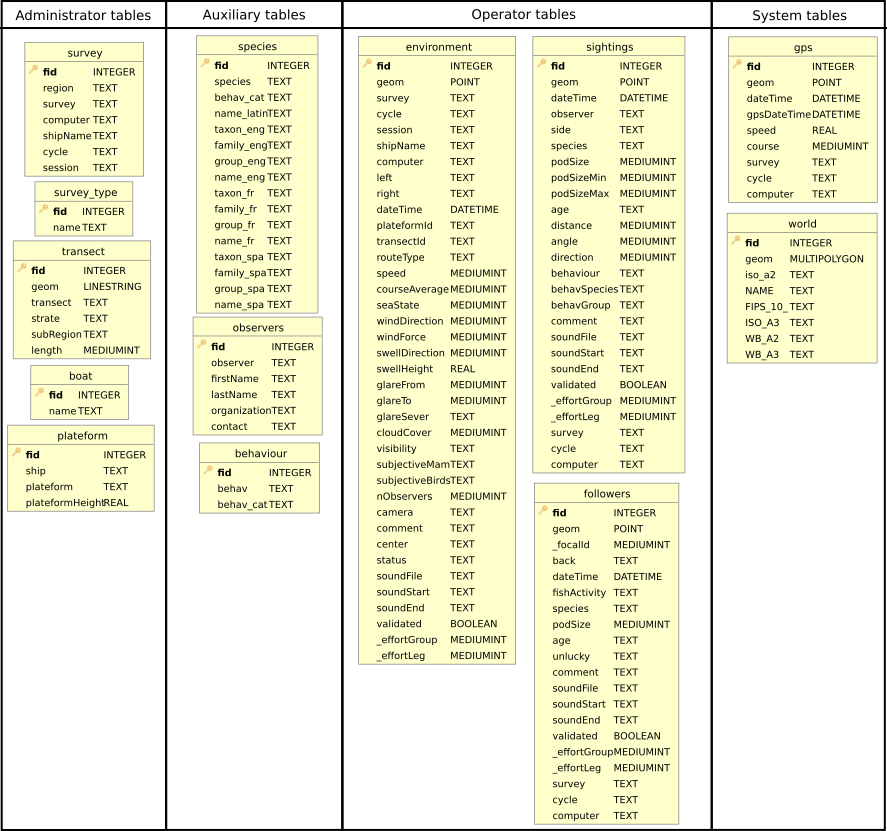 Administrator tables
survey
fid INTEGER
region TEXT
survey TEXT
computer TEXT
shipName TEXT
cycle TEXT
session TEXT
survey_type
fid INTEGER
name TEXT
transect
fid INTEGER
geom LINESTRING
transect TEXT
strate TEXT
subRegion TEXT
length MEDIUMINT
boat
fid INTEGER
name TEXT
plateform
fid INTEGER
ship TEXT
plateform TEXT
plateformHeight REAL
Auxiliary tables
species
fid INTEGER
species TEXT
behav_cat TEXT
name_latin TEXT
taxon_eng TEXT
family_eng TEXT
group_eng TEXT
name_eng TEXT
taxon_fr TEXT
family_fr TEXT
group_fr TEXT
name_fr TEXT
taxon_spa TEXT
family_spa TEXT
group_spa TEXT
name_spa TEXT
observers
fid INTEGER
observer TEXT
firstName TEXT
lastName TEXT
organization TEXT
contact TEXT
behaviour
fid INTEGER
behav TEXT
behav_cat TEXT
Operator tables
environment
fid INTEGER
geom POINT
survey TEXT
cycle TEXT
session TEXT
shipName TEXT
computer TEXT
left TEXT
right TEXT
dateTime DATETIME
plateformId TEXT
transectId TEXT
routeType TEXT
speed MEDIUMINT
courseAverage MEDIUMINT
seaState MEDIUMINT
windDirection MEDIUMINT
windForce MEDIUMINT
swellDirection MEDIUMINT
swellHeight REAL
glareFrom MEDIUMINT
glareTo MEDIUMINT
glareSever TEXT
cloudCover MEDIUMINT
visibility TEXT
subjectiveMam TEXT
subjectiveBirds TEXT
nObservers MEDIUMINT
camera TEXT
comment TEXT
center TEXT
status TEXT
soundFile TEXT
soundStart TEXT
soundEnd TEXT
validated BOOLEAN
_effortGroup MEDIUMINT
_effortLeg MEDIUMINT
sightings
fid INTEGER
geom POINT
dateTime DATETIME
observer TEXT
side TEXT
species TEXT
podSize MEDIUMINT
podSizeMin MEDIUMINT
podSizeMax MEDIUMINT
age TEXT
distance MEDIUMINT
angle MEDIUMINT
direction MEDIUMINT
behaviour TEXT
behavSpecies TEXT
behavGroup TEXT
comment TEXT
soundFile TEXT
soundStart TEXT
soundEnd TEXT
validated BOOLEAN
_effortGroup MEDIUMINT
_effortLeg MEDIUMINT
survey TEXT
cycle TEXT
computer TEXT
followers
fid INTEGER
geom POINT
_focalId MEDIUMINT
back TEXT
dateTime DATETIME
fishActivity TEXT
species TEXT
podSize MEDIUMINT
age TEXT
unlucky TEXT
comment TEXT
soundFile TEXT
soundStart TEXT
soundEnd TEXT
validated BOOLEAN
_effortGroup MEDIUMINT
_effortLeg MEDIUMINT
survey TEXT
cycle TEXT
computer TEXT
System tables
gps
fid INTEGER
geom POINT
dateTime DATETIME
gpsDateTime DATETIME
speed REAL
course MEDIUMINT
survey TEXT
cycle TEXT
computer TEXT
world
fid INTEGER
geom MULTIPOLYGON
iso_a2 TEXT
NAME TEXT
FIPS_10_ TEXT
ISO_A3 TEXT
WB_A2 TEXT
WB_A3 TEXT